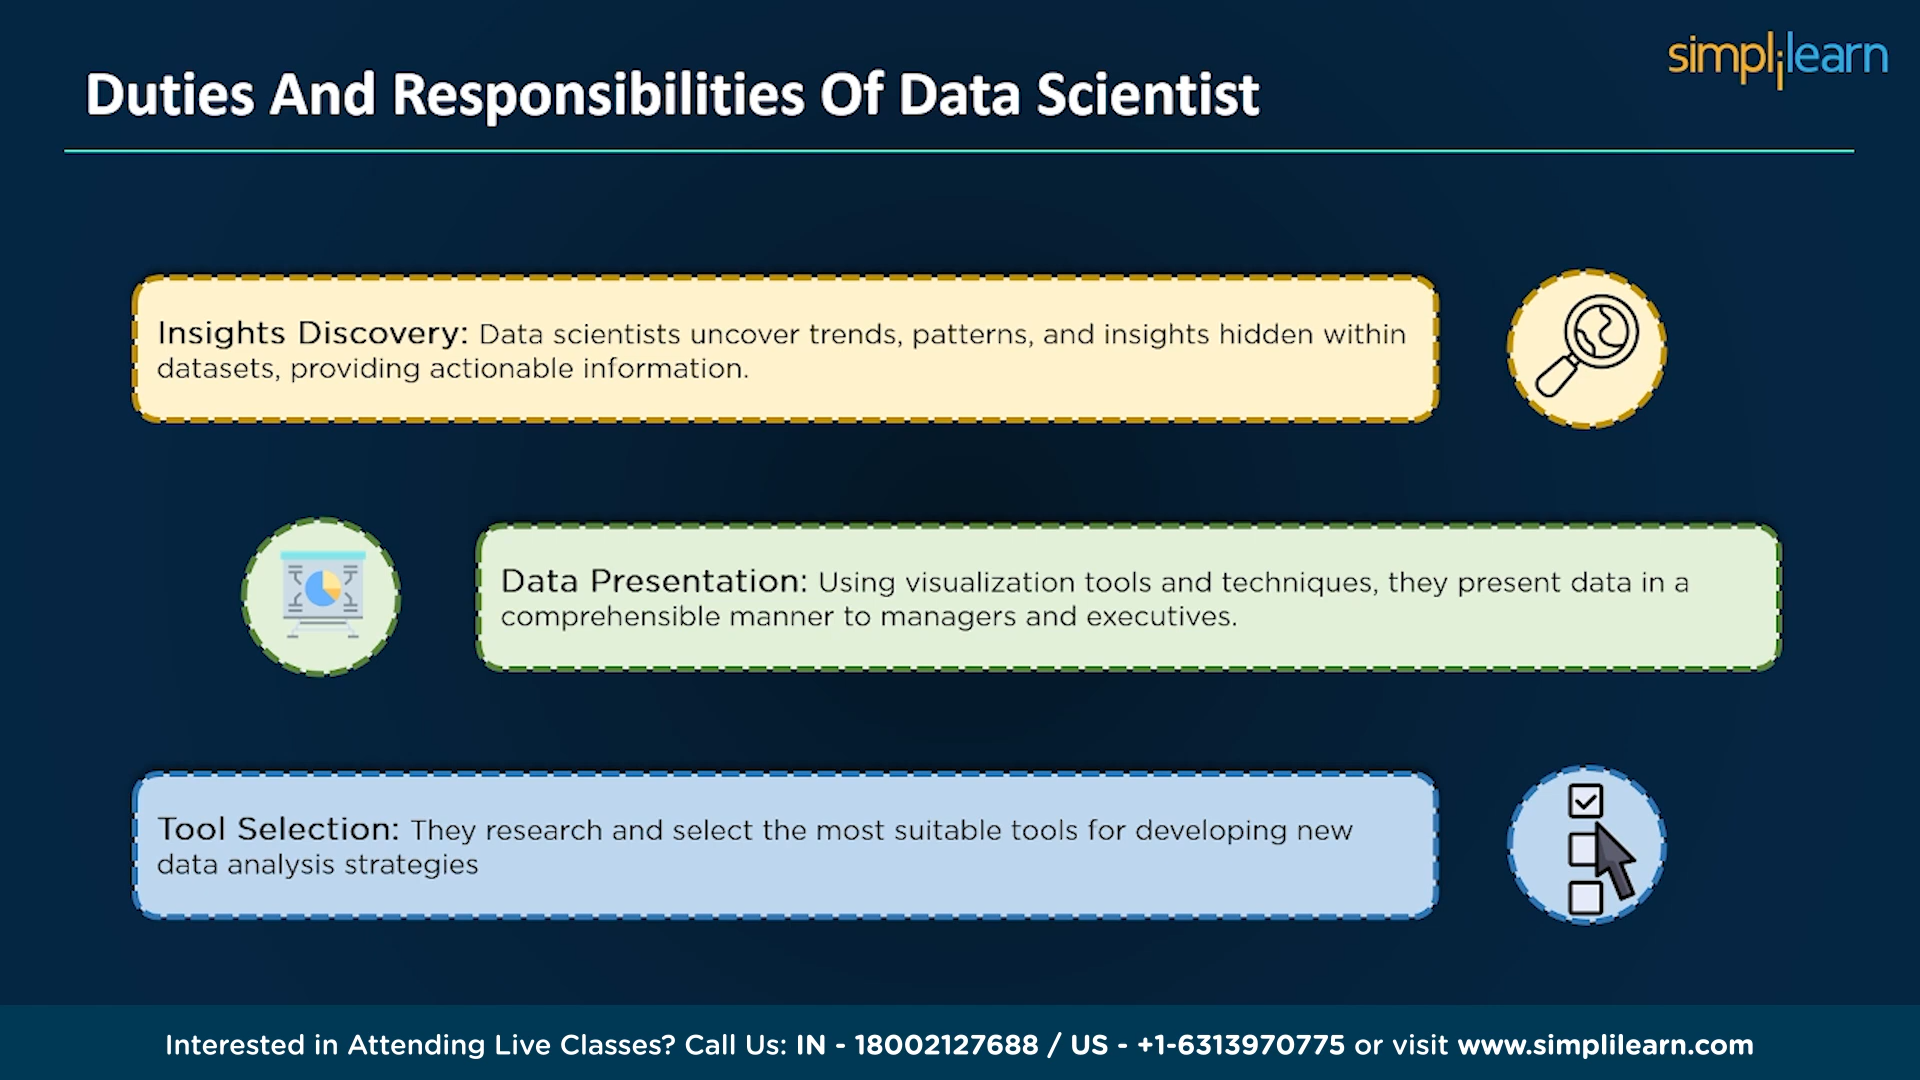 simplilearn
Duties And Responsibilities Of Data Scientist
Insights Discovery: Data scientists uncover trends, patterns, and insights hidden within
datasets, providing actionable information.
Data Presentation: Using visualization tools and techniques, they present data in a
comprehensible manner to managers and executives.
Tool Selection: They research and select the most suitable tools for developing new
data analysis strategies
Interested in Attending Live Classes? Call Us: IN - 18002127688 / US - +1-6313970775 or visit www.simplilearn.com